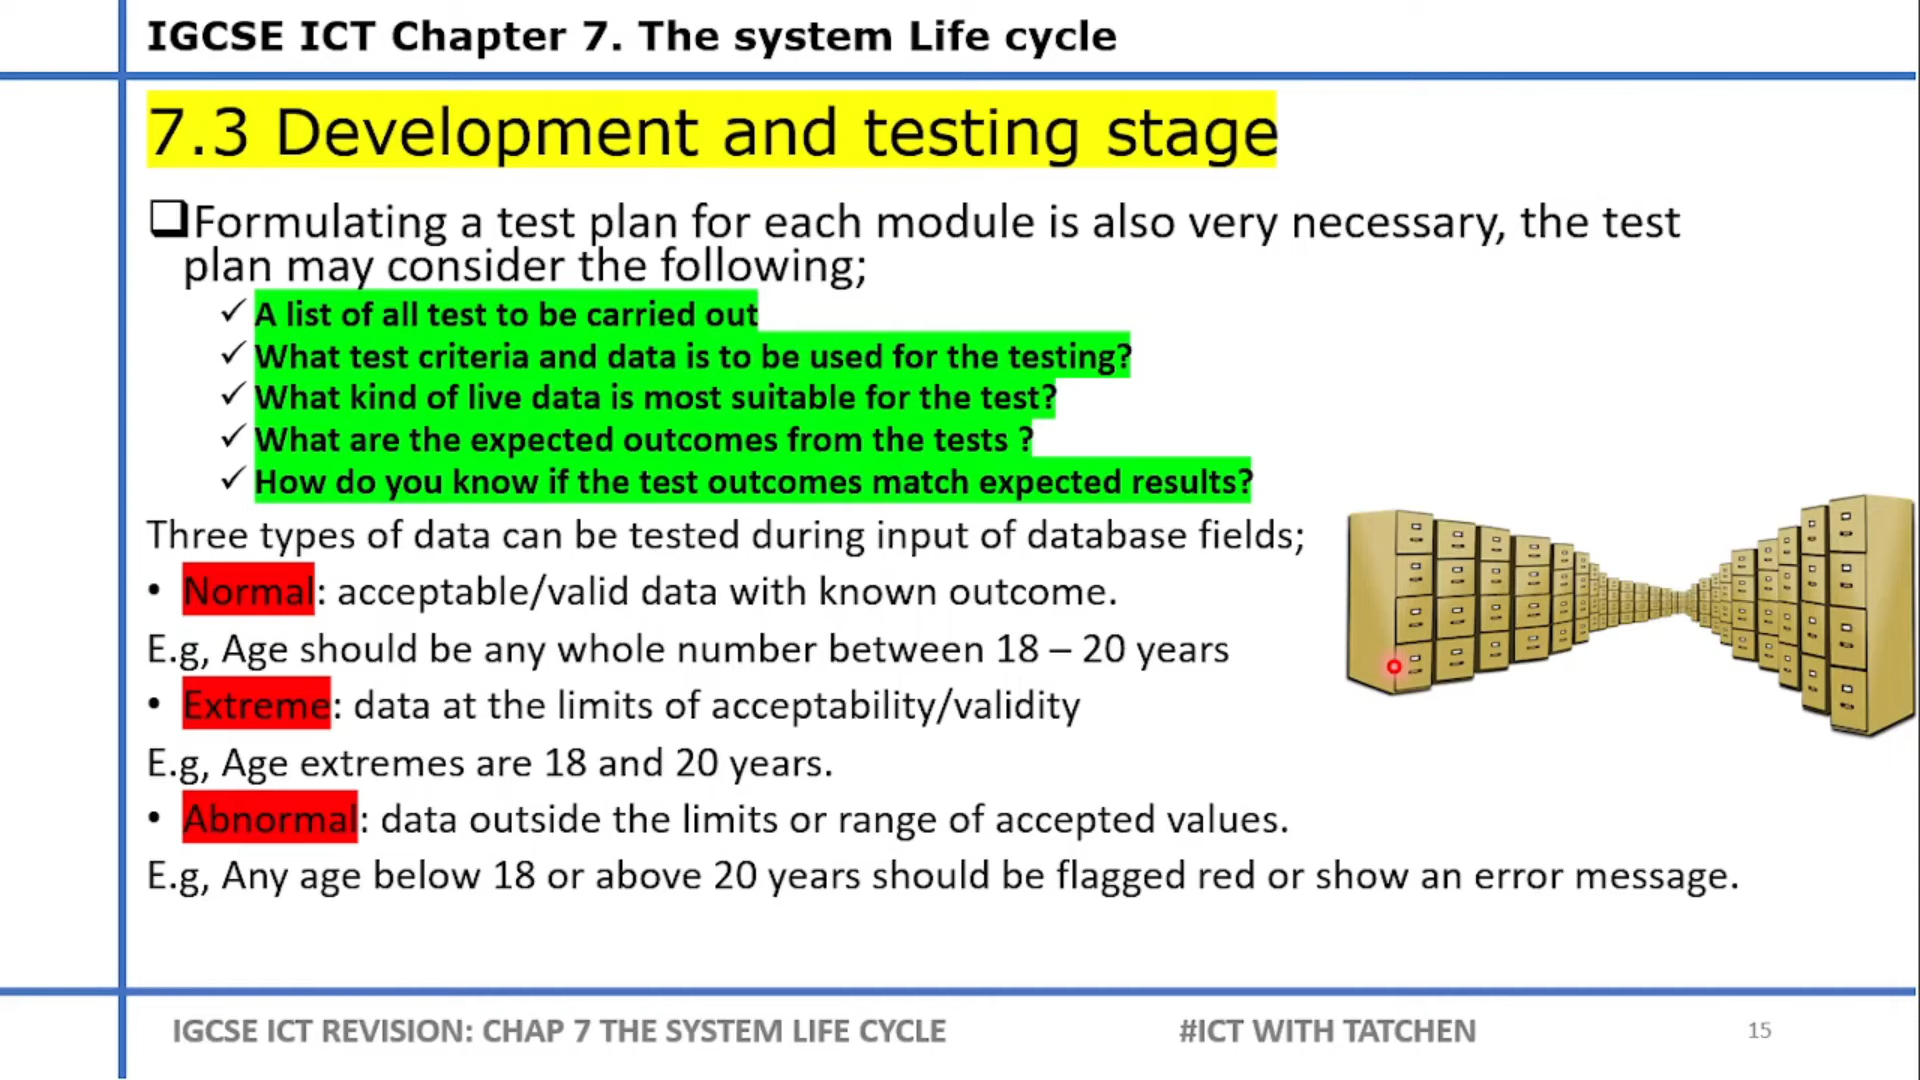 IGCSE ICT Chapter 7. The system Life cycle
7.3 Development and testing stage
Formulating a test plan for each module is also very necessary, the test
plan may consider the following;
✓ A list of all test to be carried out
✓ What test criteria and data is to be used for the testing?
✓ What kind of live data is most suitable for the test?
✓ What are the expected outcomes from the tests ?
✓ How do you know if the test outcomes match expected results?
Three types of data can be tested during input of database fields;
• Normal: acceptable/valid data with known outcome.
E.g, Age should be any whole number between 18 – 20 years
• Extreme: data at the limits of acceptability/validity
E.g, Age extremes are 18 and 20 years.
• Abnormal: data outside the limits or range of accepted values.
E.g, Any age below 18 or above 20 years should be flagged red or show an error message.
IGCSE ICT REVISION: CHAP 7 THE SYSTEM LIFE CYCLE
#ICT WITH TATCHEN
15